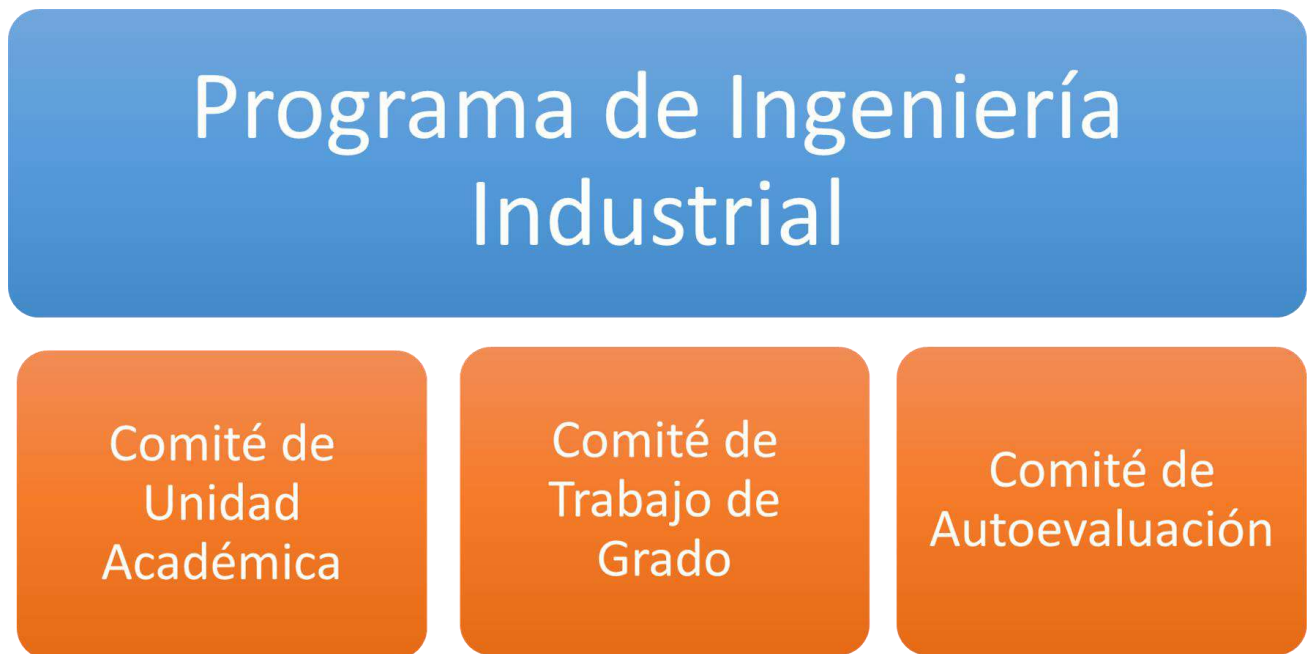 Programa de Ingeniería
Industrial
Comité de
Unidad
Académica
Comité de
Trabajo de
Grado
Comité de
Autoevaluación